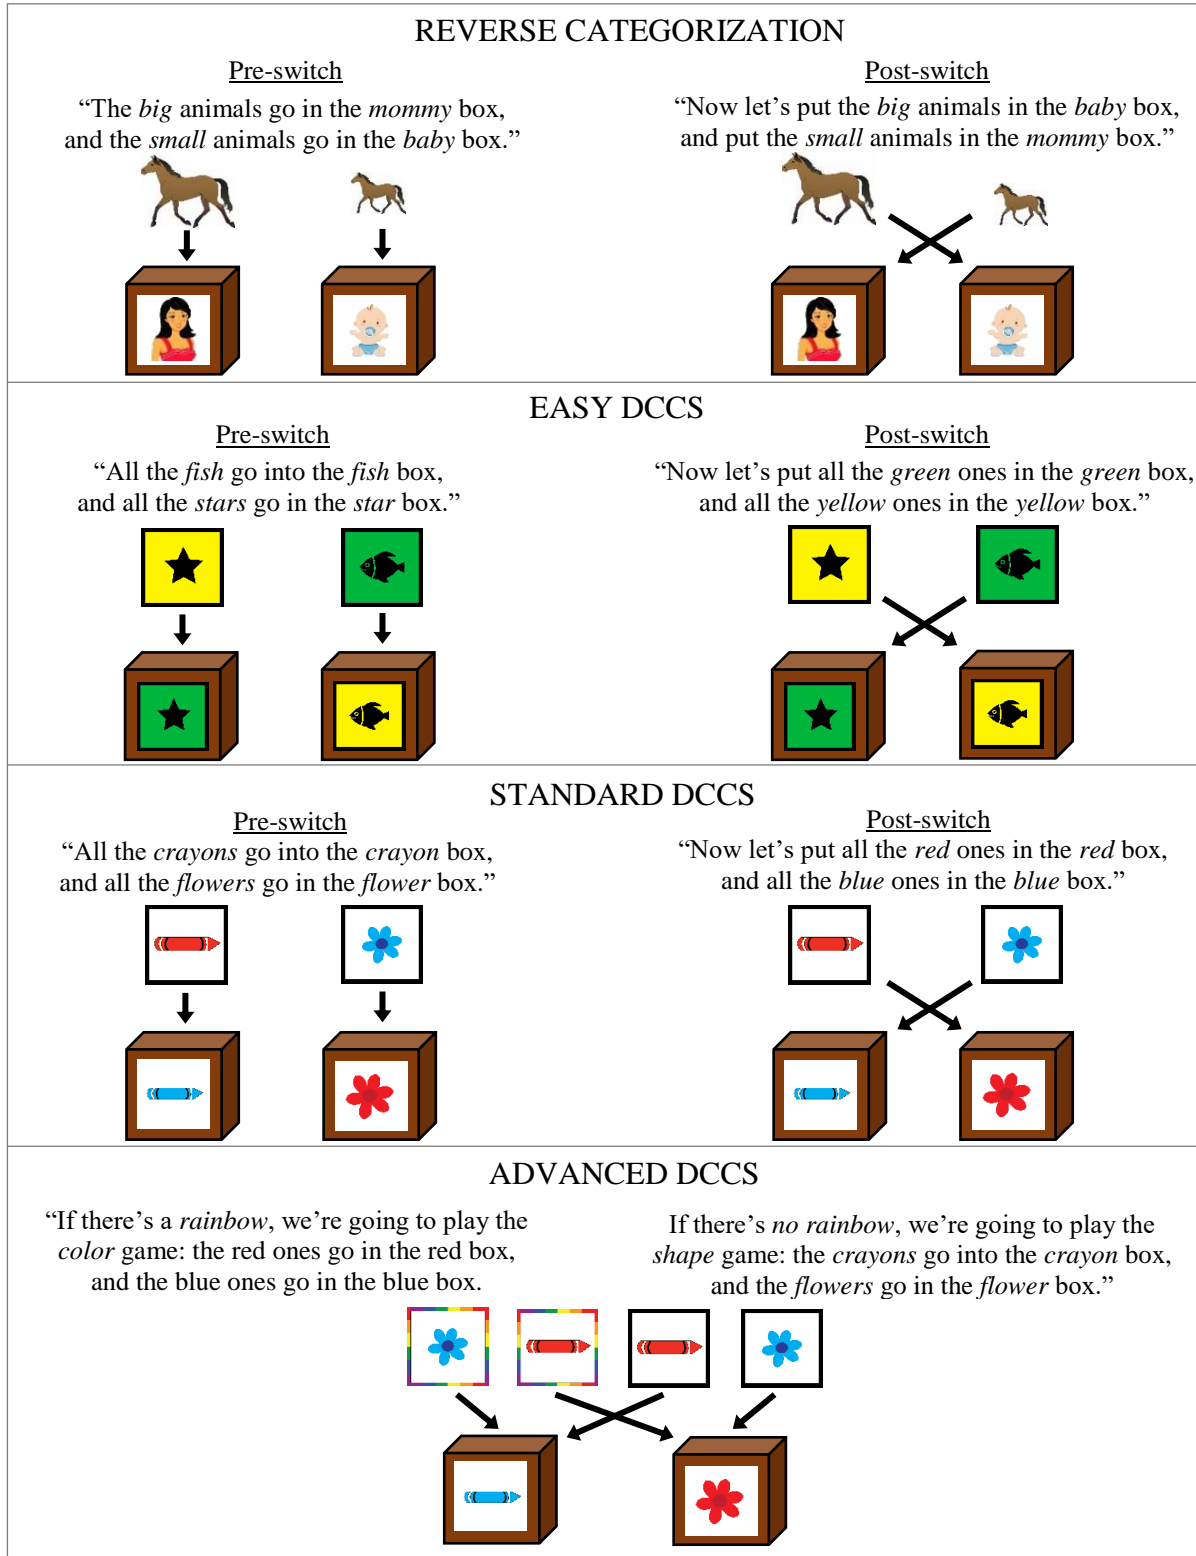 REVERSE CATEGORIZATION
Pre-switch
“The big animals go in the mommy box,
and the small animals go in the baby box.”
Post-switch
“Now let’s put the big animals in the baby box,
and put the small animals in the mommy box.”
EASY DCCS
Pre-switch
“All the fish go into the fish box,
and all the stars go in the star box.”
Post-switch
“Now let’s put all the green ones in the green box,
and all the yellow ones in the yellow box.”
STANDARD DCCS
Pre-switch
“All the crayons go into the crayon box,
and all the flowers go in the flower box.”
Post-switch
“Now let’s put all the red ones in the red box,
and all the blue ones in the blue box.”
ADVANCED DCCS
“If there’s a rainbow, we’re going to play the
color game: the red ones go in the red box,
and the blue ones go in the blue box.
If there’s no rainbow, we’re going to play the
shape game: the crayons go into the crayon box,
and the flowers go in the flower box.”